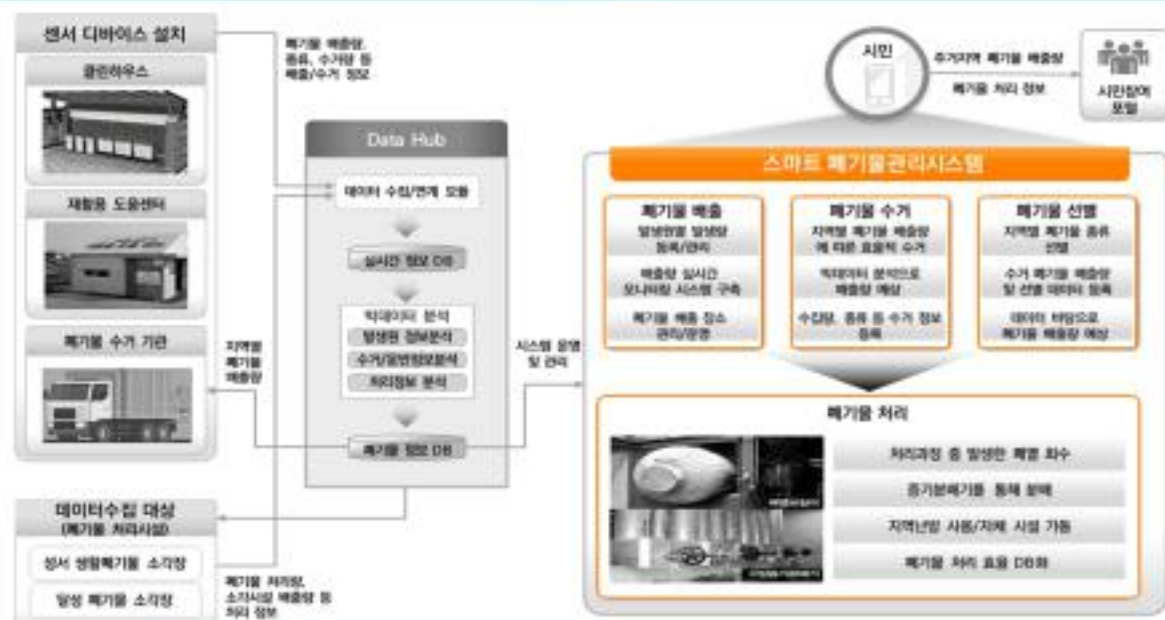 센서 디바이스 설치
클린하우스
재활용 도움센터
폐기물 수거 기관
폐기물 배출량,
종류, 수거량 등
배출/수거 정보
Data Hub
데이터 수집/연계 모듈
실시간 정보 DB
빅데이터 분석
발생원 정보분석
수거/운반정보분석
처리정보 분석
폐기물 정보 DB
지역별
폐기물
배출량
시스템 운영
및 관리
데이터수집 대상
(폐기물 처리시설)
성서 생활폐기물 소각장
달성 폐기물 소각장
폐기물 처리량,
소각시설 배출량 등
처리 정보
시민
주거지역 폐기물 배출량
폐기물 처리 정보
시민참여
포털
스마트 폐기물관리시스템
폐기물 배출
발생원별 발생량
등록/관리
배출량 실시간
모니터링 시스템 구축
폐기물 배출 장소
관리/운영
폐기물 수거
지역별 폐기물 배출량
에 따른 효율적 수거
빅데이터 분석으로
배출량 예상
수집량, 종류 등 수거 정보
등록
폐기물 선별
지역별 폐기물 종류
선별
수거 폐기물 배출량
및 선별 데이터 등록
데이터 바탕으로
폐기물 배출량 예상
폐기물 처리
처리과정 중 발생한 폐열 회수
증기분배기를 통해 분배
지역난방 사용/자체 시설 가동
폐기물 처리 효율 DB화